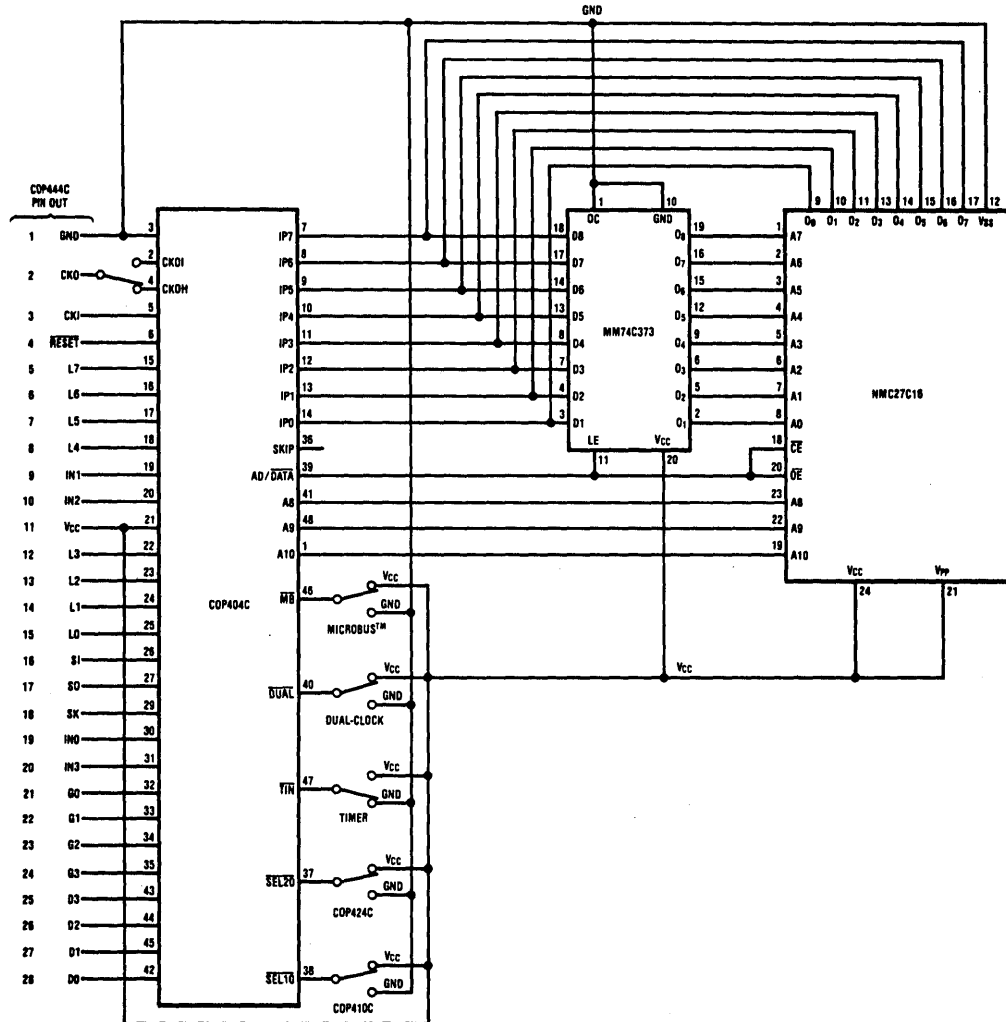 GND
COP444C
PIN OUT
1 GND 3
2 CKO
2 CKOI
4 CKOH
3 CKI 5
4 RESET 6
5 L7 15
6 L6 16
7 L5 17
8 L4 18
9 IN1 19
10 IN2 20
11 VCC 21
12 L3 22
13 L2 23
14 L1 24
15 L0 25
16 SI 26
17 SO 27
18 SK 29
19 IN0 30
20 IN3 31
21 G0 32
22 G1 33
23 G2 34
24 G3 35
25 D3 43
26 D2 44
27 D1 45
28 D0 42
COP404C
IP7 7
IP6 8
IP5 9
IP4 10
IP3 11
IP2 12
IP1 13
IP0 14
SKIP 36
AD/DATA 39
A8 41
A9 48
A10 1
MB 46
VCC
GND
MICROBUS™
DUAL 40
VCC
GND
DUAL-CLOCK
TIN 47
VCC
GND
TIMER
SEL20 37
VCC
GND
COP424C
SEL10 38
VCC
GND
COP410C
1 10
OC GND
18 D8 O8 19
17 D7 O7 16
14 D6 O6 15
13 D5 O5 12
MM74C373
8 D4 O4 9
7 D3 O3 6
4 D2 O2 5
3 D1 O1 2
LE VCC
11 20
VCC
9 10 11 13 14 15 16 17 12
O0 O1 O2 O3 O4 O5 O6 O7 VSS
1 A7
2 A6
3 A5
4 A4
5 A3
6 A2
7 A1
8 A0
NMC27C16
18 CE
20 OE
23 A8
22 A9
19 A10
VCC VPP
24 21